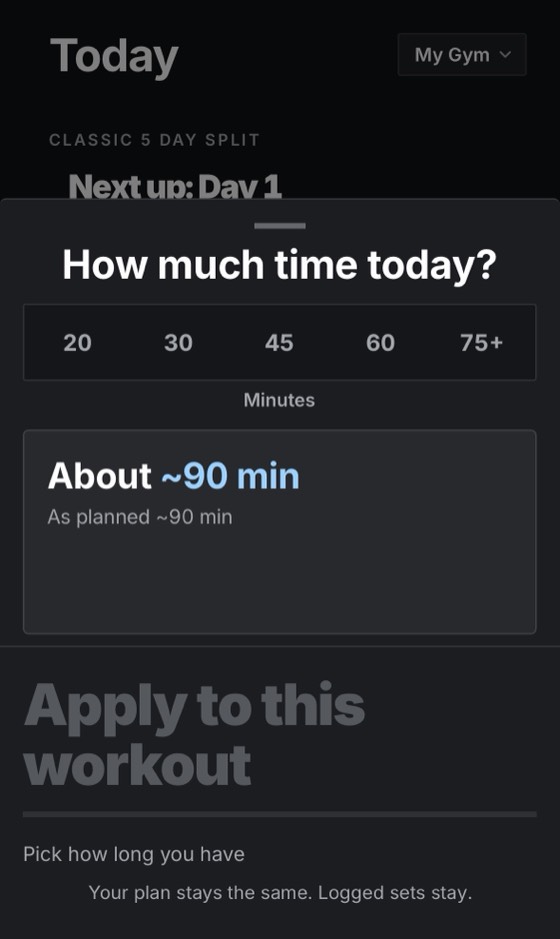 Today
My Gym
CLASSIC 5 DAY SPLIT
Next up: Day 1
How much time today?
20 30 45 60 75+
Minutes
About ~90 min
As planned ~90 min
Apply to this
workout
Pick how long you have
Your plan stays the same. Logged sets stay.